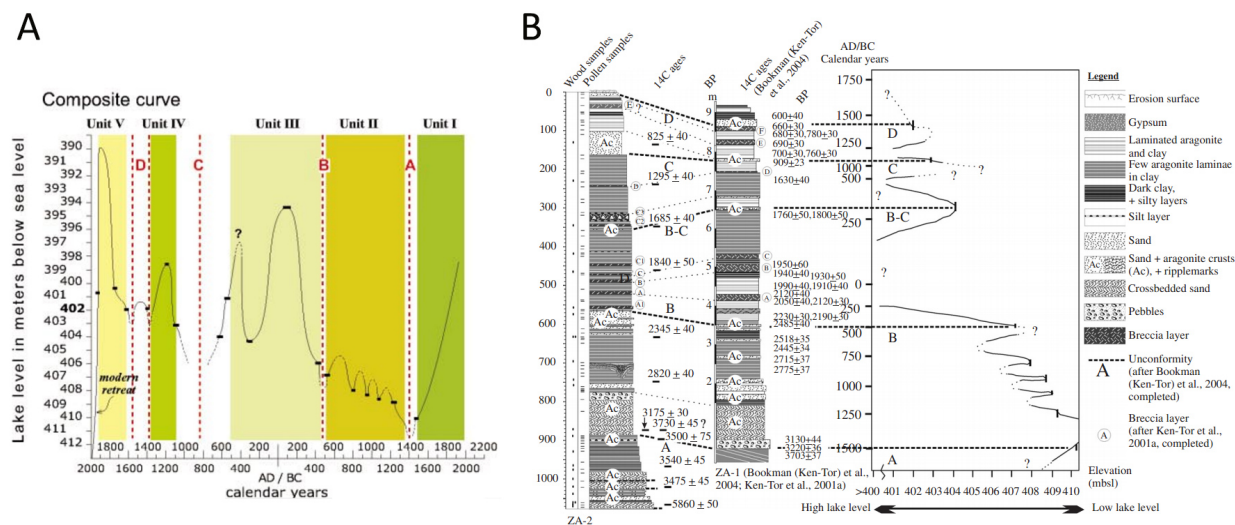 A
Composite curve
Unit V Unit IV Unit III Unit II Unit I
Lake level in meters below sea level
390
391
392
393
394
395
396
397
398
399
400
401
402
403
404
405
406
407
408
409
410
411
412
D C B A
?
modern
retreat
1800 1400 1000 600 200 200 600 1000 1400 1800 2200
2000 1600 1200 800 400 0 400 800 1200 1600 2000
AD / BC
calendar years
B
Wood samples
Pollen samples
14C ages
BP
m
14C ages
(Bookman (Ken-Tor)
et al., 2004)
BP
AD/BC
Calendar years
0
100
200
300
400
500
600
700
800
900
1000
ZA-2
825 ± 40
1295 ± 40
1685 ± 40
1840 ± 50
2345 ± 40
2820 ± 40
3175 ± 30
3730 ± 45 ?
3500 ± 75
3540 ± 45
3475 ± 45
5860 ± 50
D
C
B-C
B
A
9
8
7
6
5
4
3
2
600±40
660±30
680±30,780±30
690±30
700±30,760±30
909±23
1630±40
1760±50,1800±50
1950±60
1940±40 1930±50
1990±40,1910±40
2120±40
2050±40,2120±30
2230±30,2190±30
2485±40
2518±35
2445±34
2715±37
2775±37
3130±44
3220±36
3703±37
ZA-1 (Bookman (Ken-Tor) et al.,
2004; Ken-Tor et al., 2001a)
1750
1500
1250
1000
500
250
0
250
500
750
1000
1250
1500
D
C
B-C
B
A
>400 401 402 403 404 406 407 408 409 410
Elevation
(mbsl)
High lake level Low lake level
Legend
Erosion surface
Gypsum
Laminated
aragonite
and clay
Few aragonite
laminae
in clay
Dark clay,
+ silty layers
Silt layer
Sand
Ac
Sand +
aragonite crusts
(Ac), + ripplemarks
Crossbedded sand
Pebbles
Breccia layer
A
Unconformity
(after Bookman
(Ken-Tor) et al., 2004,
completed)
A
Breccia layer
(after Ken-Tor et al.,
2001a, completed)